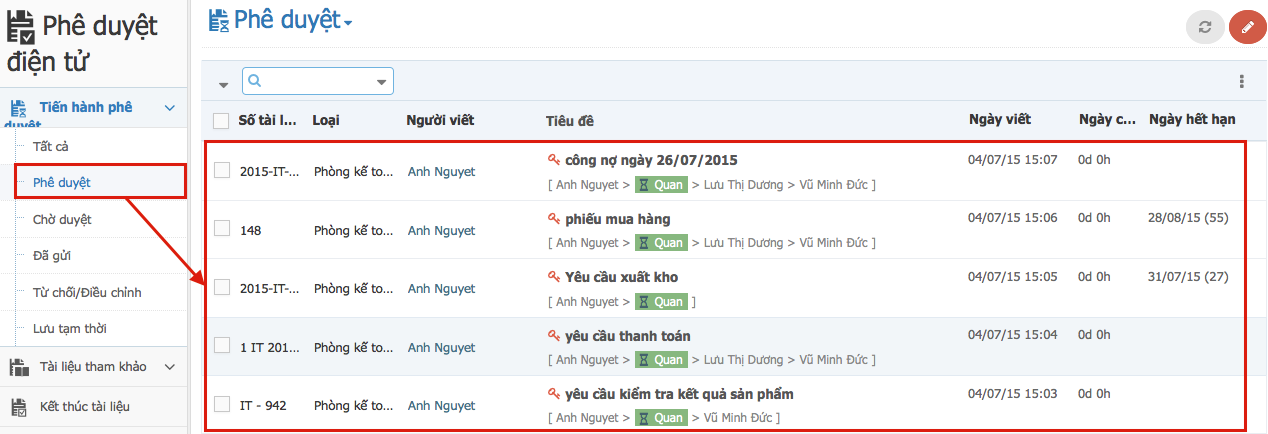 Phê duyệt
điện tử
Tiến hành phê
duyệt
Tất cả
Phê duyệt
Chờ duyệt
Đã gửi
Từ chối/Điều chỉnh
Lưu tạm thời
Tài liệu tham khảo
Kết thúc tài liệu
Phê duyệt
Số tài l... Loại Người viết Tiêu đề Ngày viết Ngày c... Ngày hết hạn
2015-IT-... Phòng kế to... Anh Nguyet công nợ ngày 26/07/2015 04/07/15 15:07 0d 0h
[ Anh Nguyet > Quan > Lưu Thị Dương > Vũ Minh Đức ]
148 Phòng kế to... Anh Nguyet phiếu mua hàng 04/07/15 15:06 0d 0h 28/08/15 (55)
[ Anh Nguyet > Quan > Lưu Thị Dương > Vũ Minh Đức ]
2015-IT-... Phòng kế to... Anh Nguyet Yêu cầu xuất kho 04/07/15 15:05 0d 0h 31/07/15 (27)
[ Anh Nguyet > Quan ]
1 IT 201... Phòng kế to... Anh Nguyet yêu cầu thanh toán 04/07/15 15:04 0d 0h
[ Anh Nguyet > Quan > Lưu Thị Dương > Vũ Minh Đức ]
IT - 942 Phòng kế to... Anh Nguyet yêu cầu kiểm tra kết quả sản phẩm 04/07/15 15:03 0d 0h
[ Anh Nguyet > Quan > Vũ Minh Đức ]